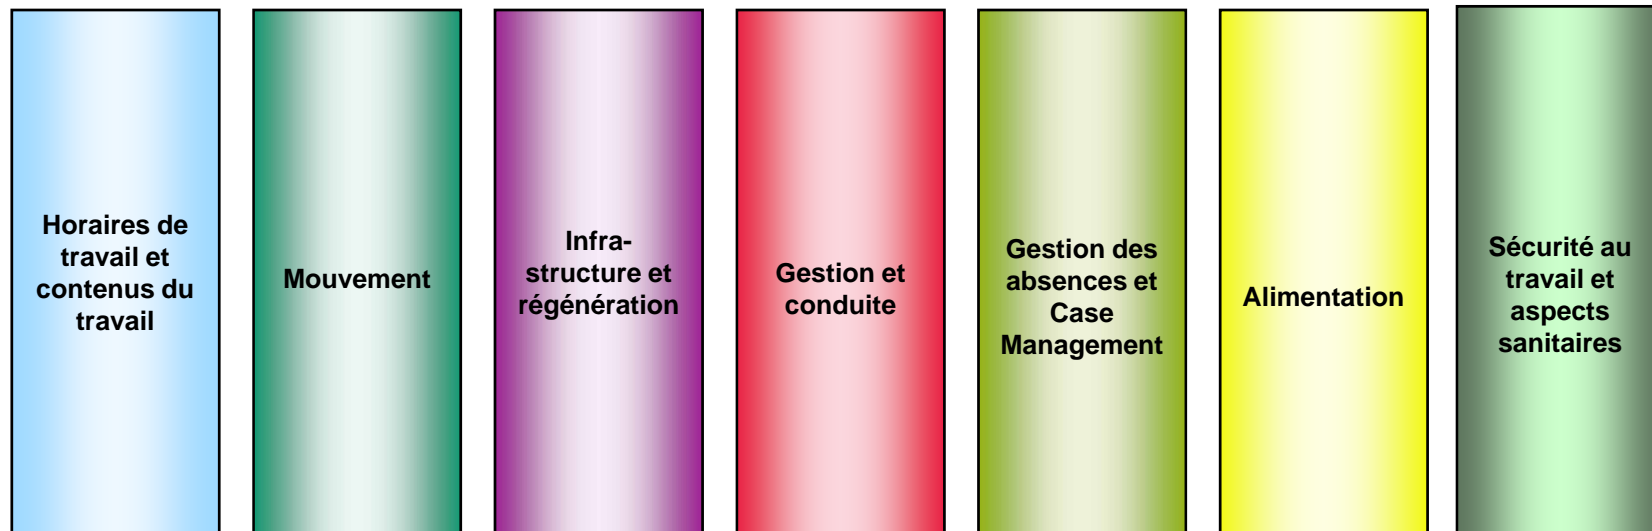 Horaires de
travail et
contenus du
travail
Mouvement
Infra-
structure et
régénération
Gestion et
conduite
Gestion des
absences et
Case
Management
Alimentation
Sécurité au
travail et
aspects
sanitaires